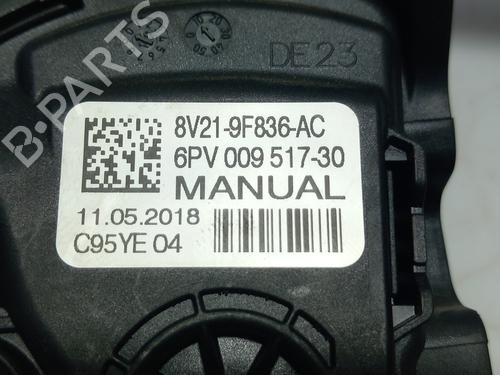 DE23
8V21-9F836-AC
6PV 009 517-30
MANUAL
11.05.2018
C95YE 04
B-PARTS